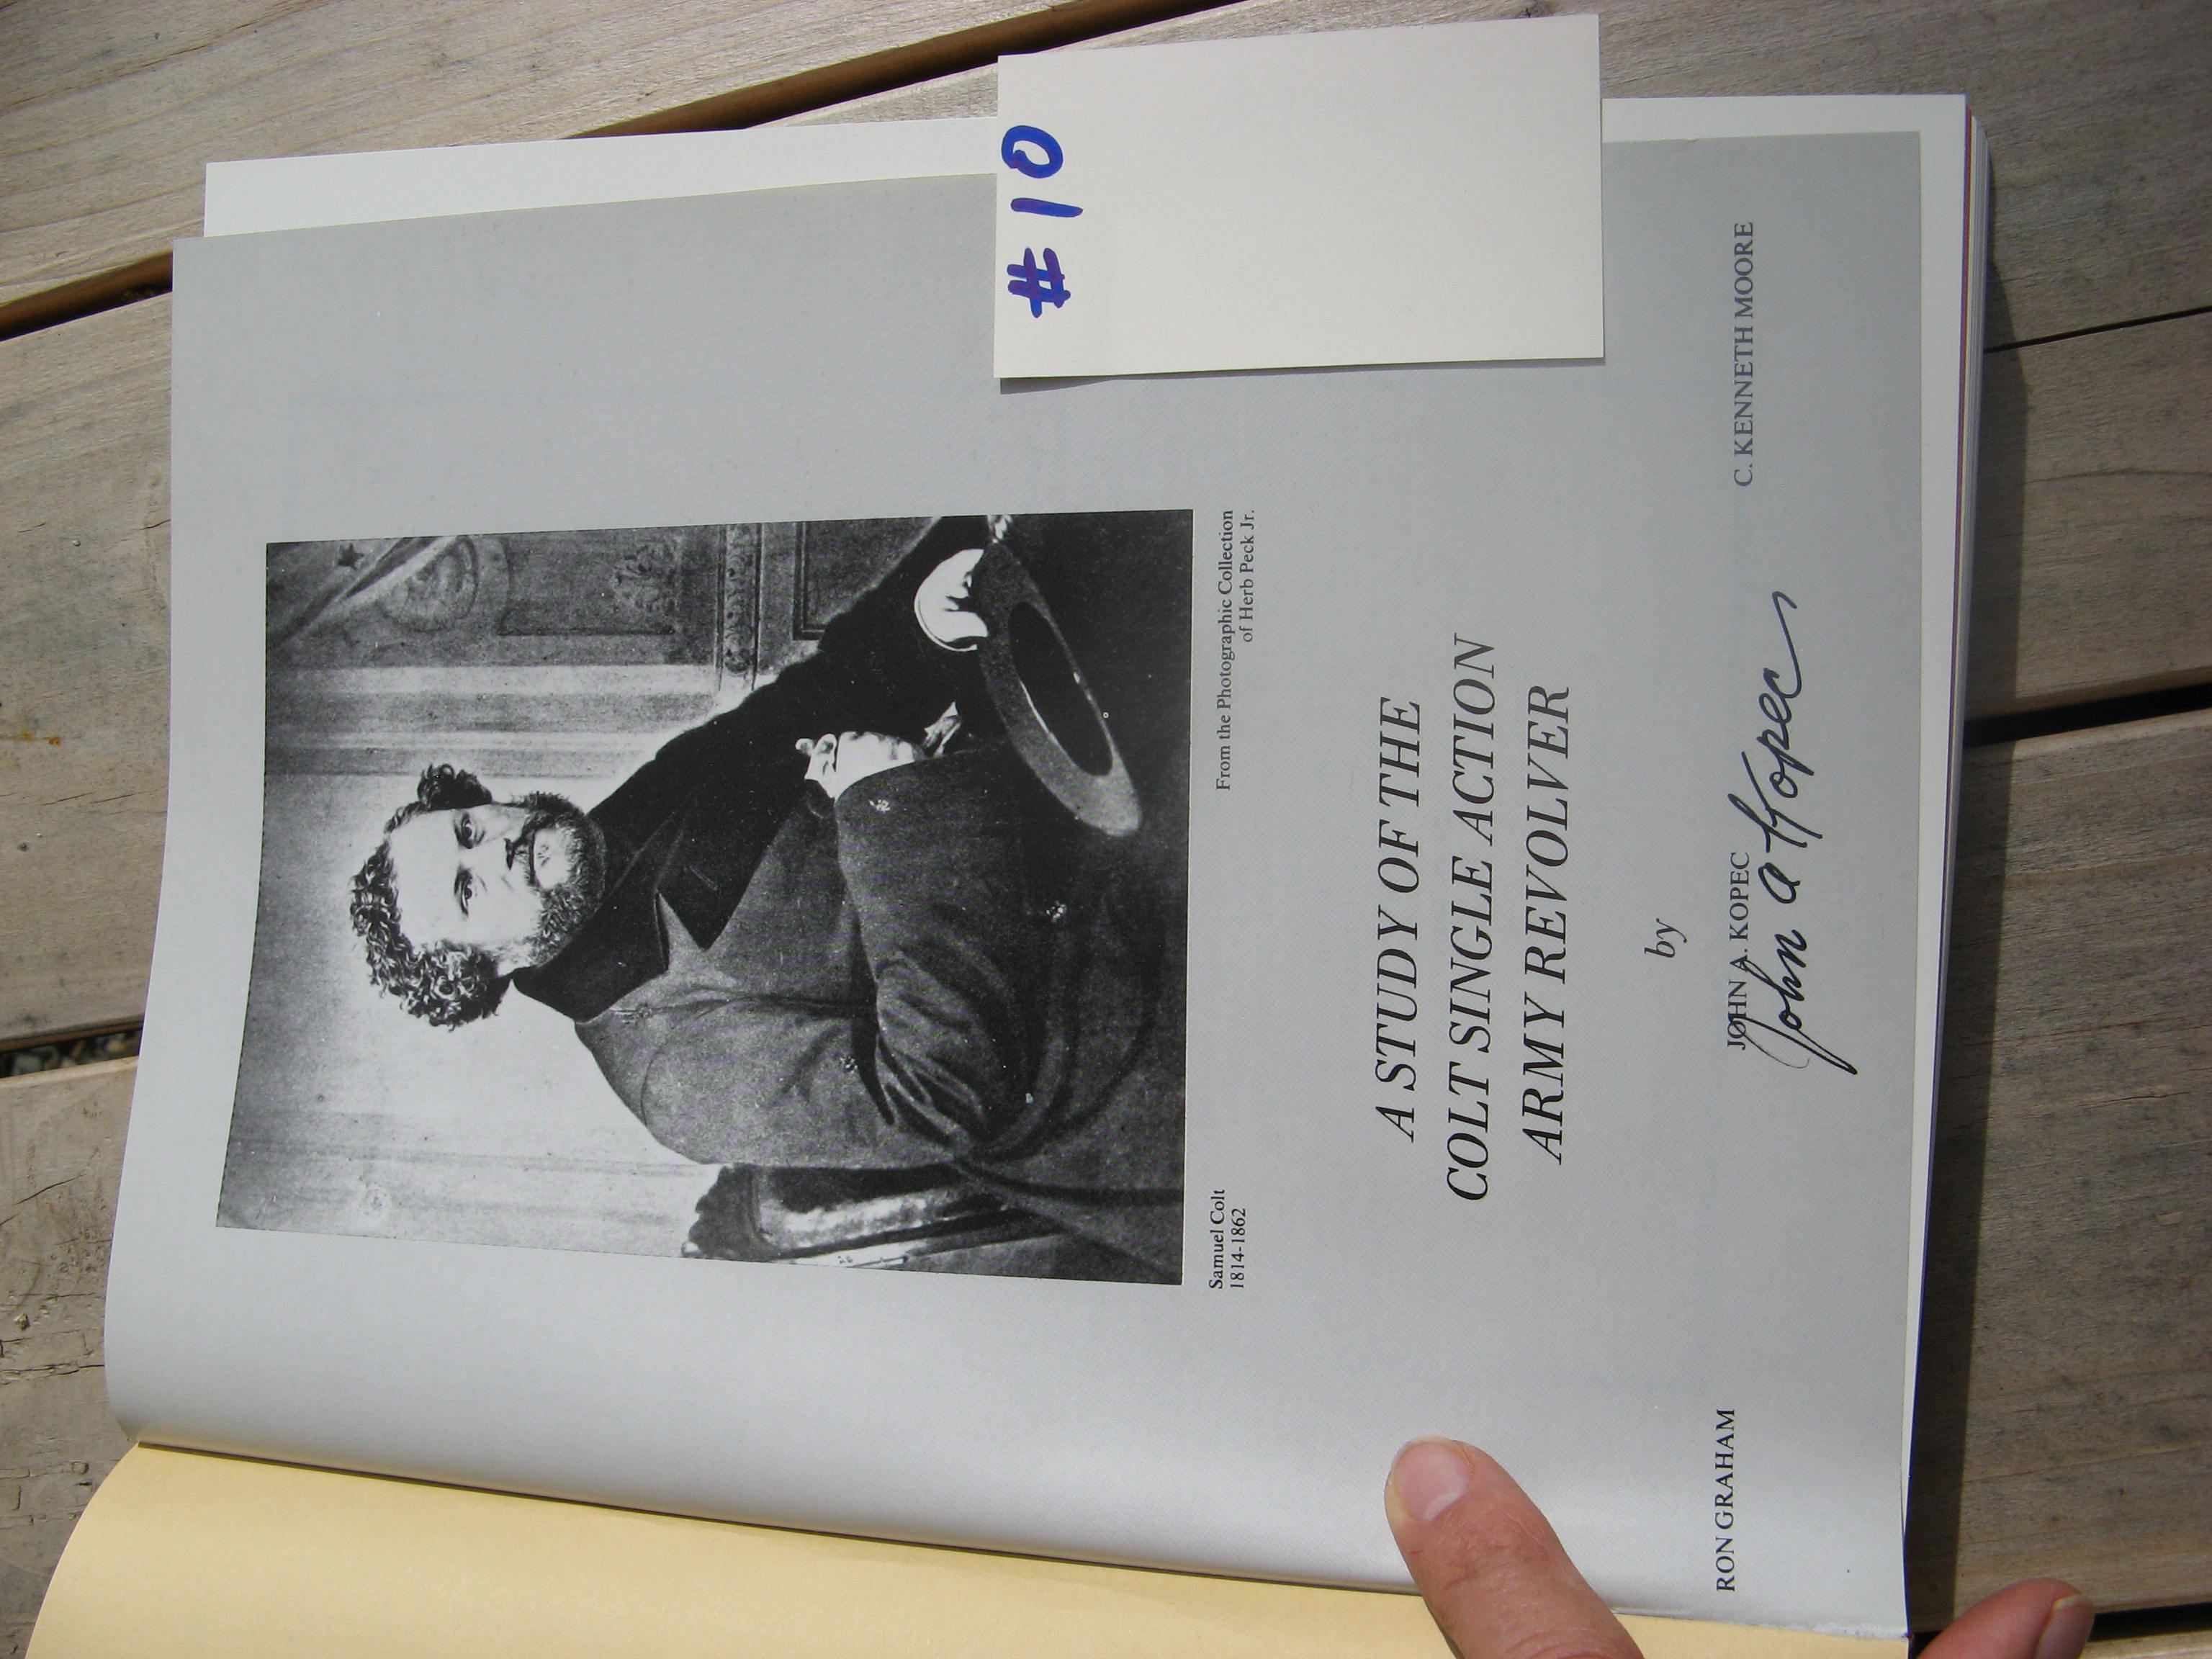 #10
Samuel Colt
1814-1862
From the Photographic Collection
of Herb Peck Jr.
A STUDY OF THE
COLT SINGLE ACTION
ARMY REVOLVER
by
RON GRAHAM
JOHN A. KOPEC
C. KENNETH MOORE
John A Kopec